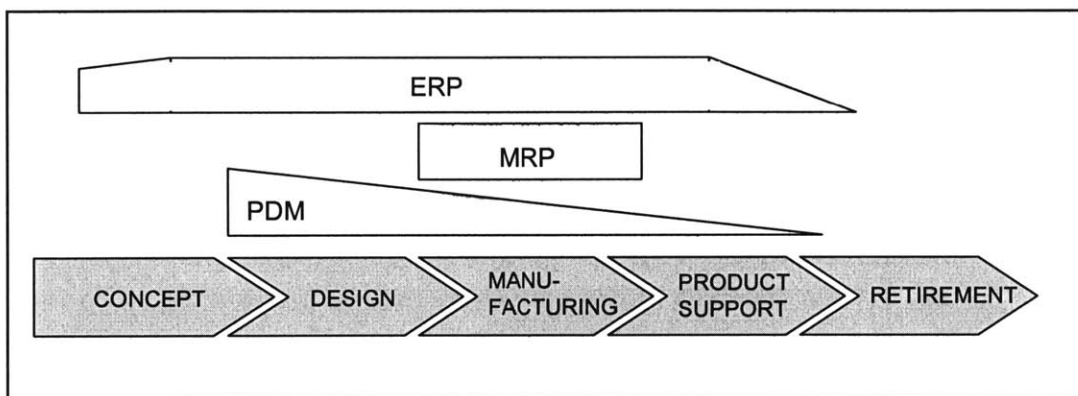 ERP
MRP
PDM
CONCEPT
DESIGN
MANU-
FACTURING
PRODUCT
SUPPORT
RETIREMENT